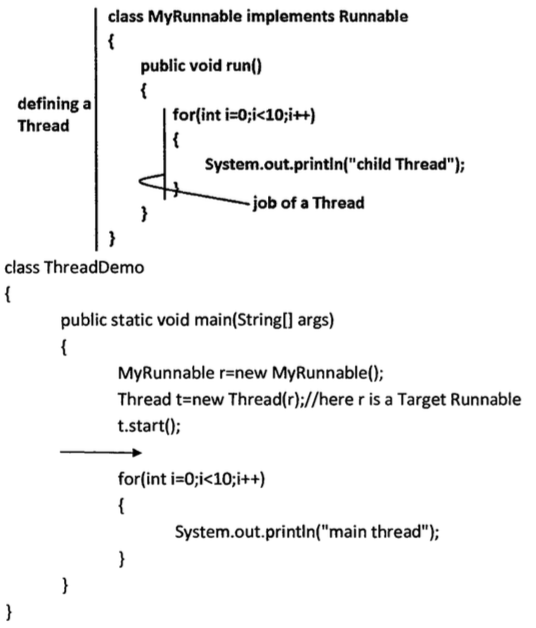 class MyRunnable implements Runnable
{
public void run()
{
defining a
Thread
for(int i=0;i<10;i++)
{
System.out.println("child Thread");
}
job of a Thread
}
}
class ThreadDemo
{
public static void main(String[] args)
{
MyRunnable r=new MyRunnable();
Thread t=new Thread(r);//here r is a Target Runnable
t.start();
for(int i=0;i<10;i++)
{
System.out.println("main thread");
}
}
}